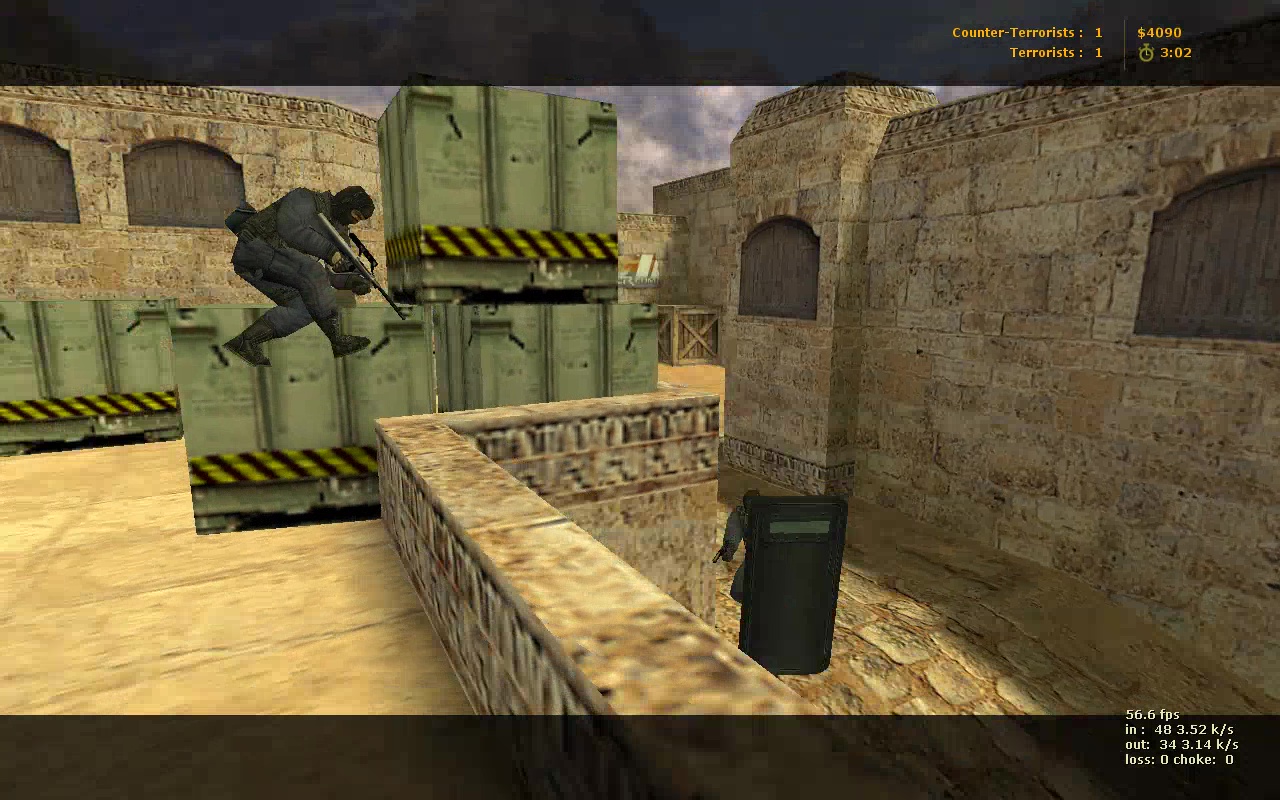 Counter-Terrorists : 1 $4090
Terrorists : 1 3:02
56.6 fps
in : 48 3.52 k/s
out: 34 3.14 k/s
loss: 0 choke: 0